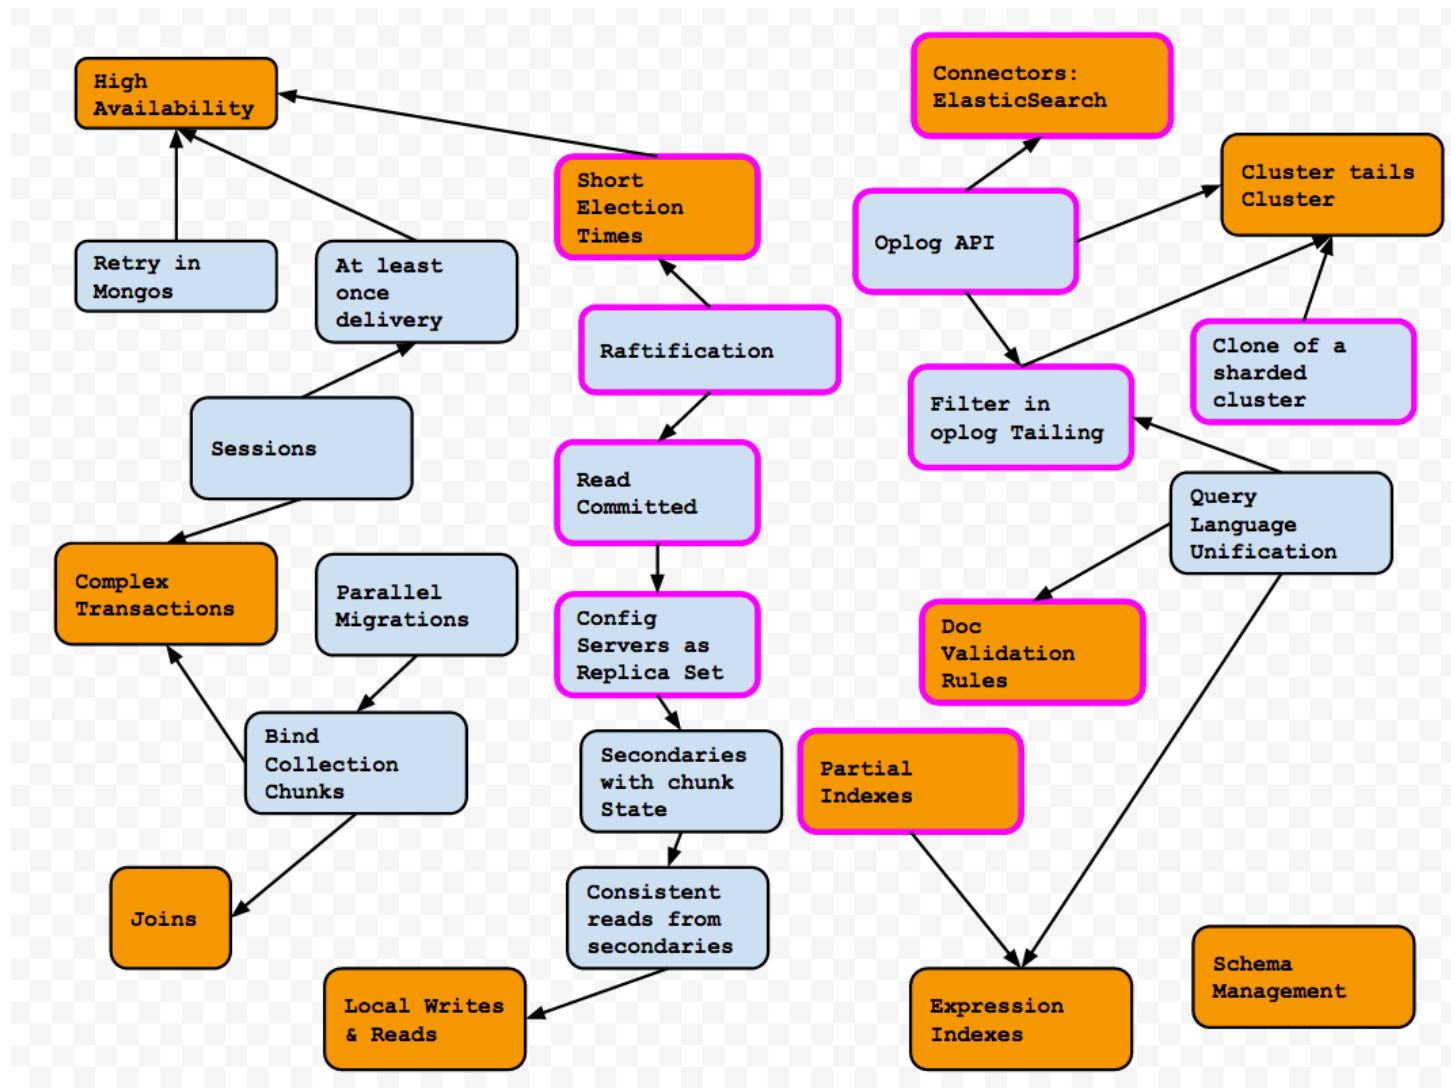 High
Availability
Connectors:
ElasticSearch
Short
Election
Times
Cluster tails
Cluster
Retry in
Mongos
At least
once
delivery
Oplog API
Raftification
Clone of a
sharded
cluster
Filter in
oplog Tailing
Sessions
Read
Committed
Query
Language
Unification
Complex
Transactions
Parallel
Migrations
Config
Servers as
Replica Set
Doc
Validation
Rules
Bind
Collection
Chunks
Secondaries
with chunk
State
Partial
Indexes
Joins
Consistent
reads from
secondaries
Schema
Management
Local Writes
& Reads
Expression
Indexes